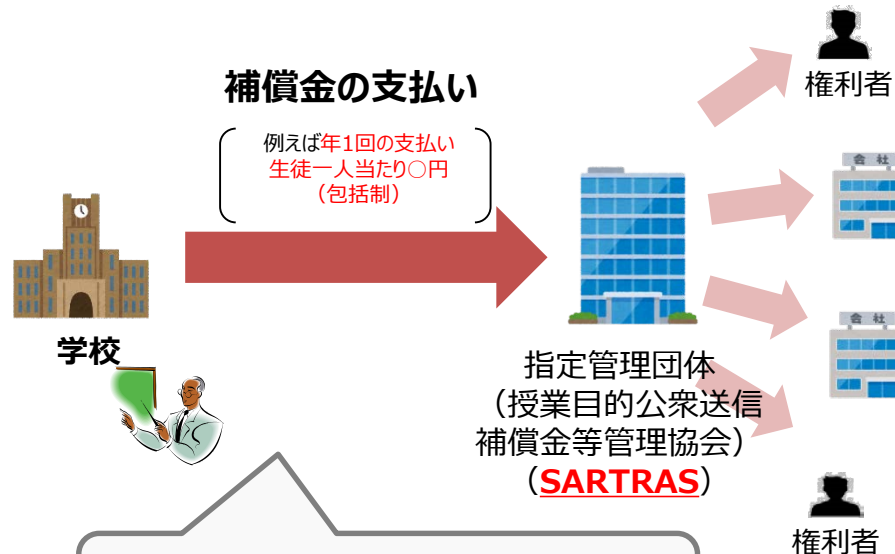 権利者
補償金の支払い
例えば年1回の支払い
生徒一人当たり○円
（包括制）
会社
会社
学校
指定管理団体
（授業目的公衆送信
補償金等管理協会）
（SARTRAS）
権利者